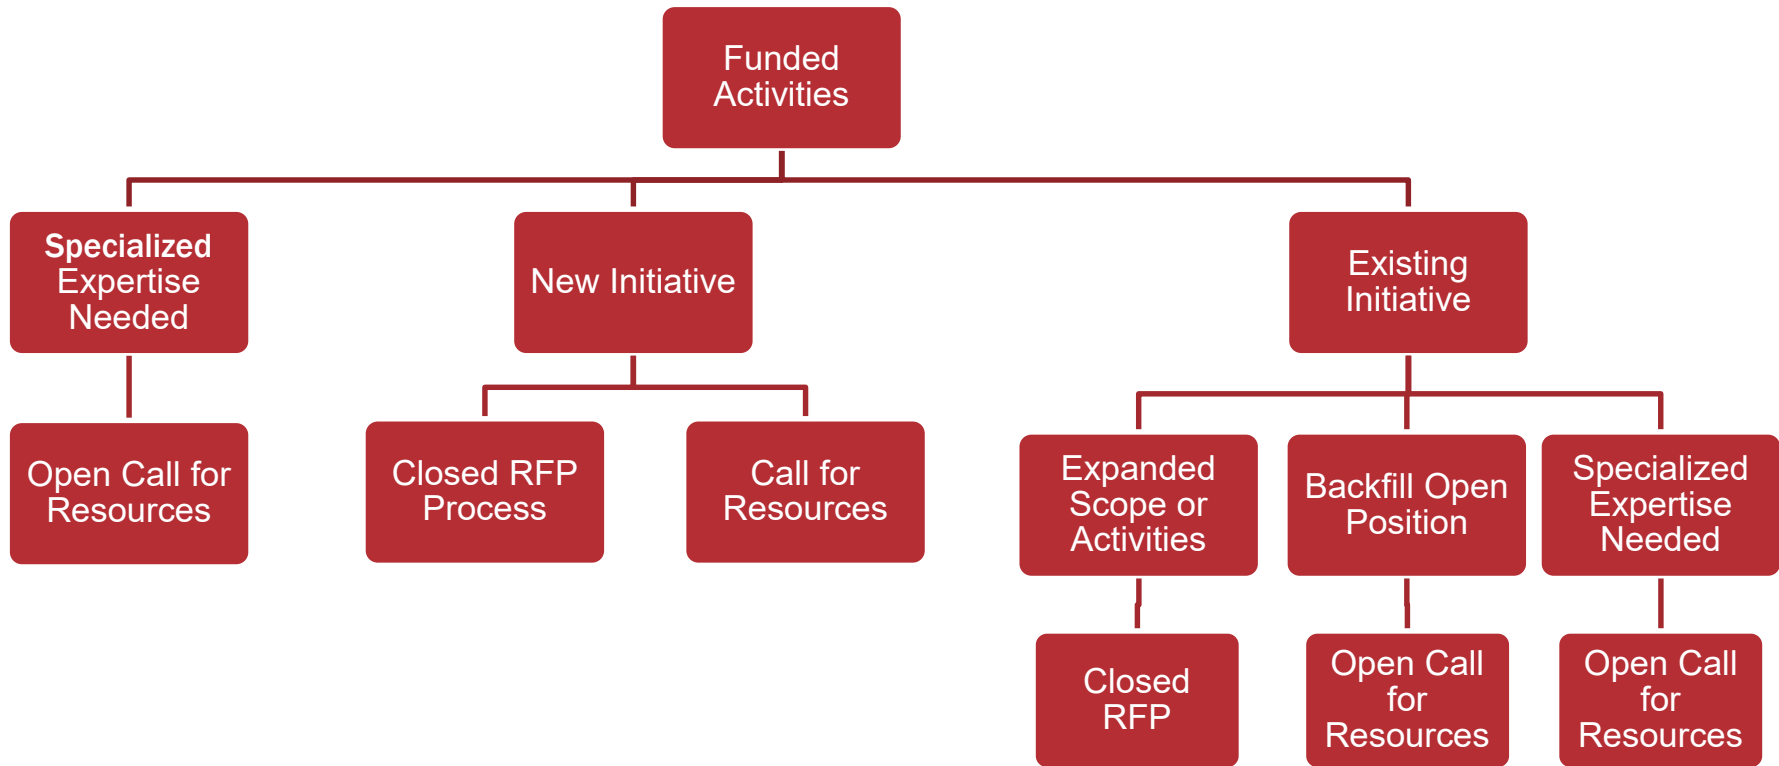 Funded
Activities
Specialized
Expertise
Needed
New Initiative
Existing
Initiative
Open Call for
Resources
Closed RFP
Process
Call for
Resources
Expanded
Scope or
Activities
Backfill Open
Position
Specialized
Expertise
Needed
Closed
RFP
Open Call
for
Resources
Open Call
for
Resources